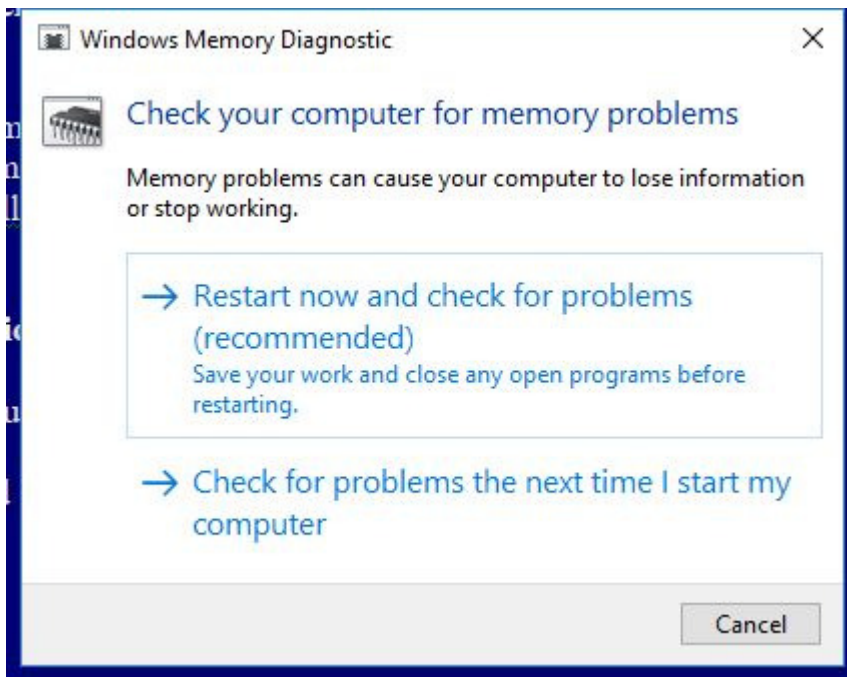 Windows Memory Diagnostic
Check your computer for memory problems
Memory problems can cause your computer to lose information
or stop working.
Restart now and check for problems
(recommended)
Save your work and close any open programs before
restarting.
Check for problems the next time I start my
computer
Cancel